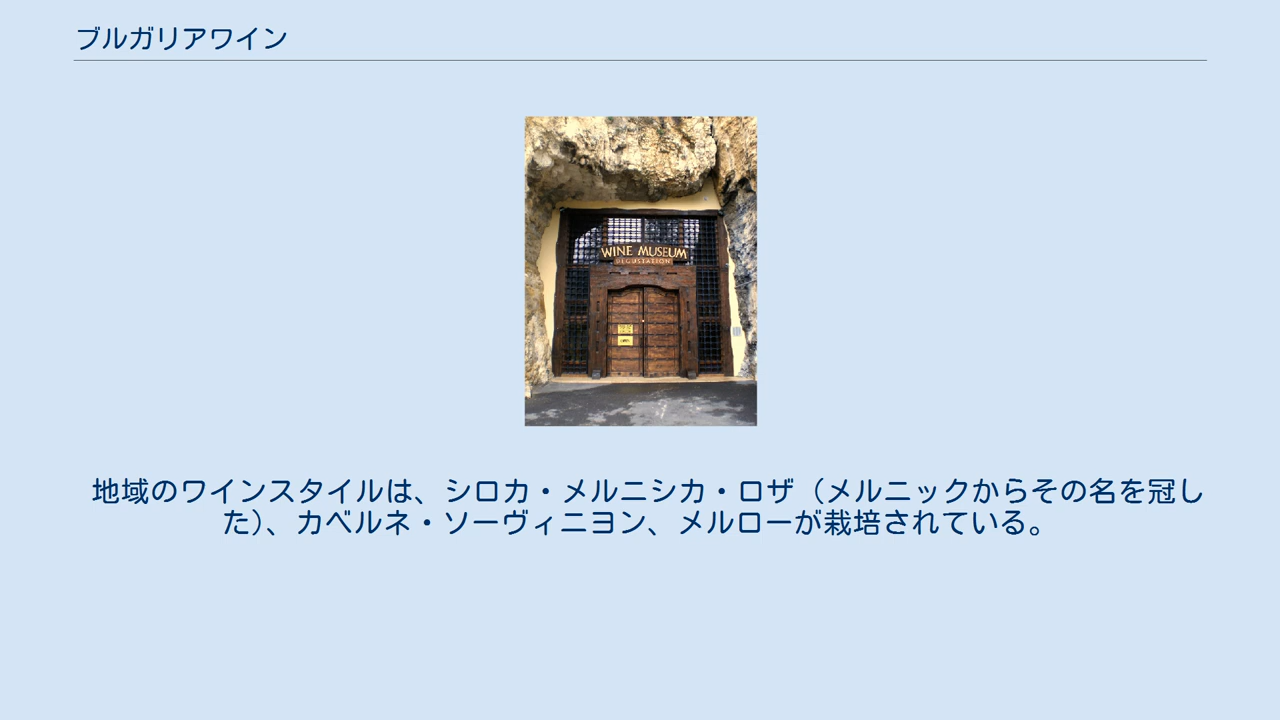 ブルガリアワイン
WINE MUSEUM
DEGUSTATION
地域のワインスタイルは、シロカ・メルニシカ・ロザ（メルニックからその名を冠し
た）、カベルネ・ソーヴィニヨン、メルローが栽培されている。